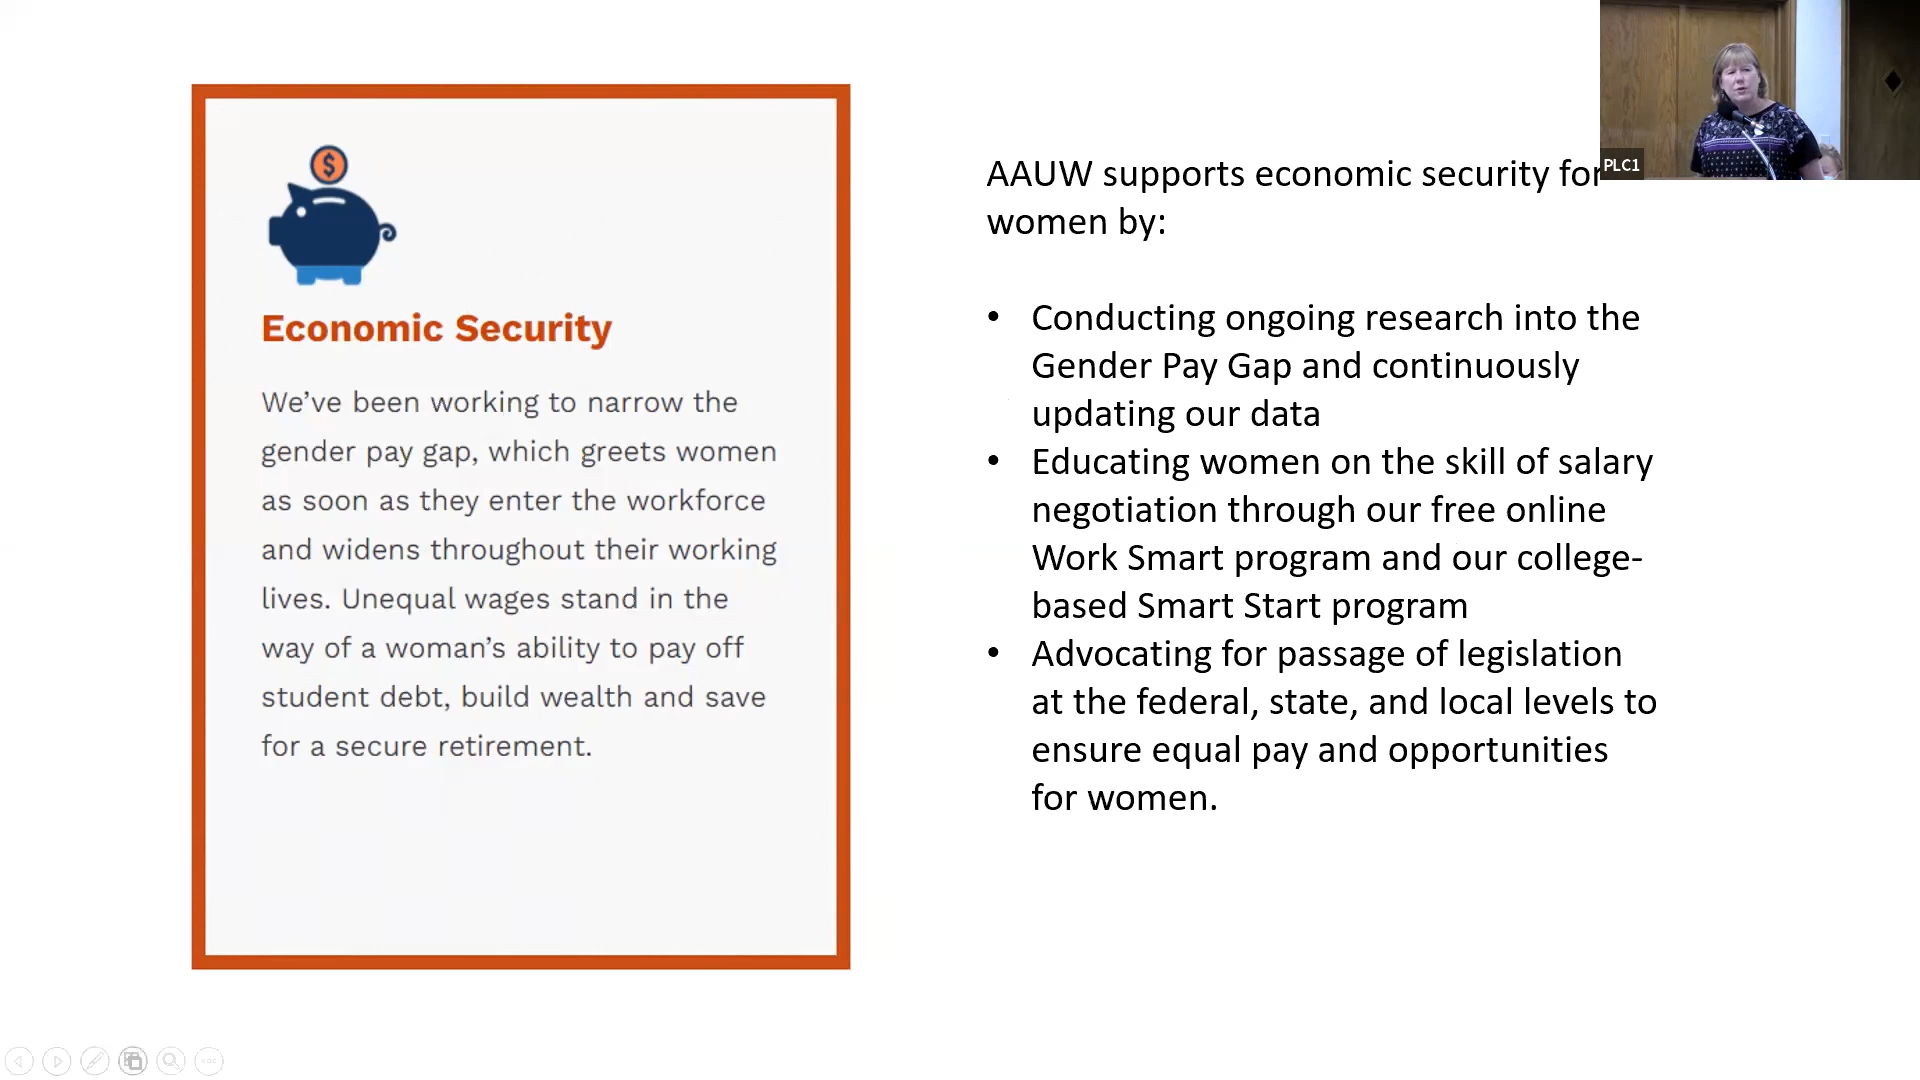 $
Economic Security
We’ve been working to narrow the
gender pay gap, which greets women
as soon as they enter the workforce
and widens throughout their working
lives. Unequal wages stand in the
way of a woman’s ability to pay off
student debt, build wealth and save
for a secure retirement.
AAUW supports economic security for
women by:
• Conducting ongoing research into the
Gender Pay Gap and continuously
updating our data
• Educating women on the skill of salary
negotiation through our free online
Work Smart program and our college-
based Smart Start program
• Advocating for passage of legislation
at the federal, state, and local levels to
ensure equal pay and opportunities
for women.
PLC1